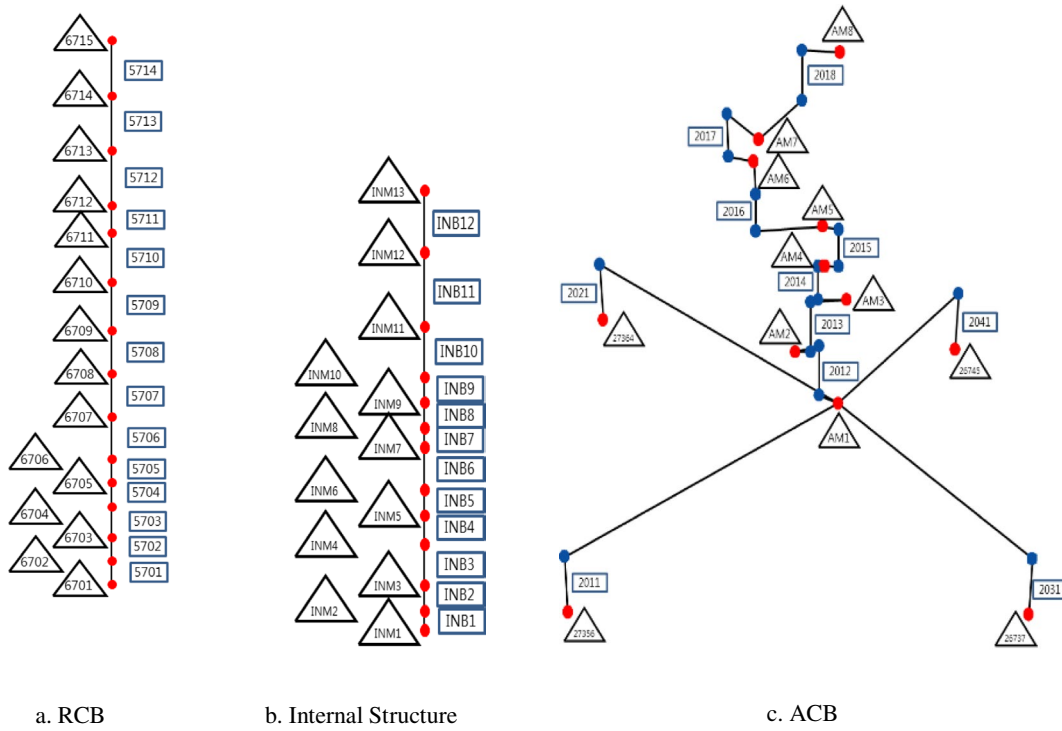 6715
5714
6714
5713
6713
5712
6712
5711
6711
5710
6710
5709
6709
5708
6708
5707
6707
5706
6706
5705
6705
5704
6704
5703
6703
5702
6702
5701
6701
INM13
INB12
INM12
INB11
INM11
INB10
INM10
INB9
INM9
INB8
INM8
INB7
INM7
INB6
INM6
INB5
INM5
INB4
INM4
INB3
INM3
INB2
INM2
INB1
INM1
AM8
2018
2017
AM7
AM6
2016
AM5
2015
AM4
2014
2021
AM3
2013
27364
AM2
2041
26745
2012
AM1
2011
2031
27356
26737
a. RCB
b. Internal Structure
c. ACB